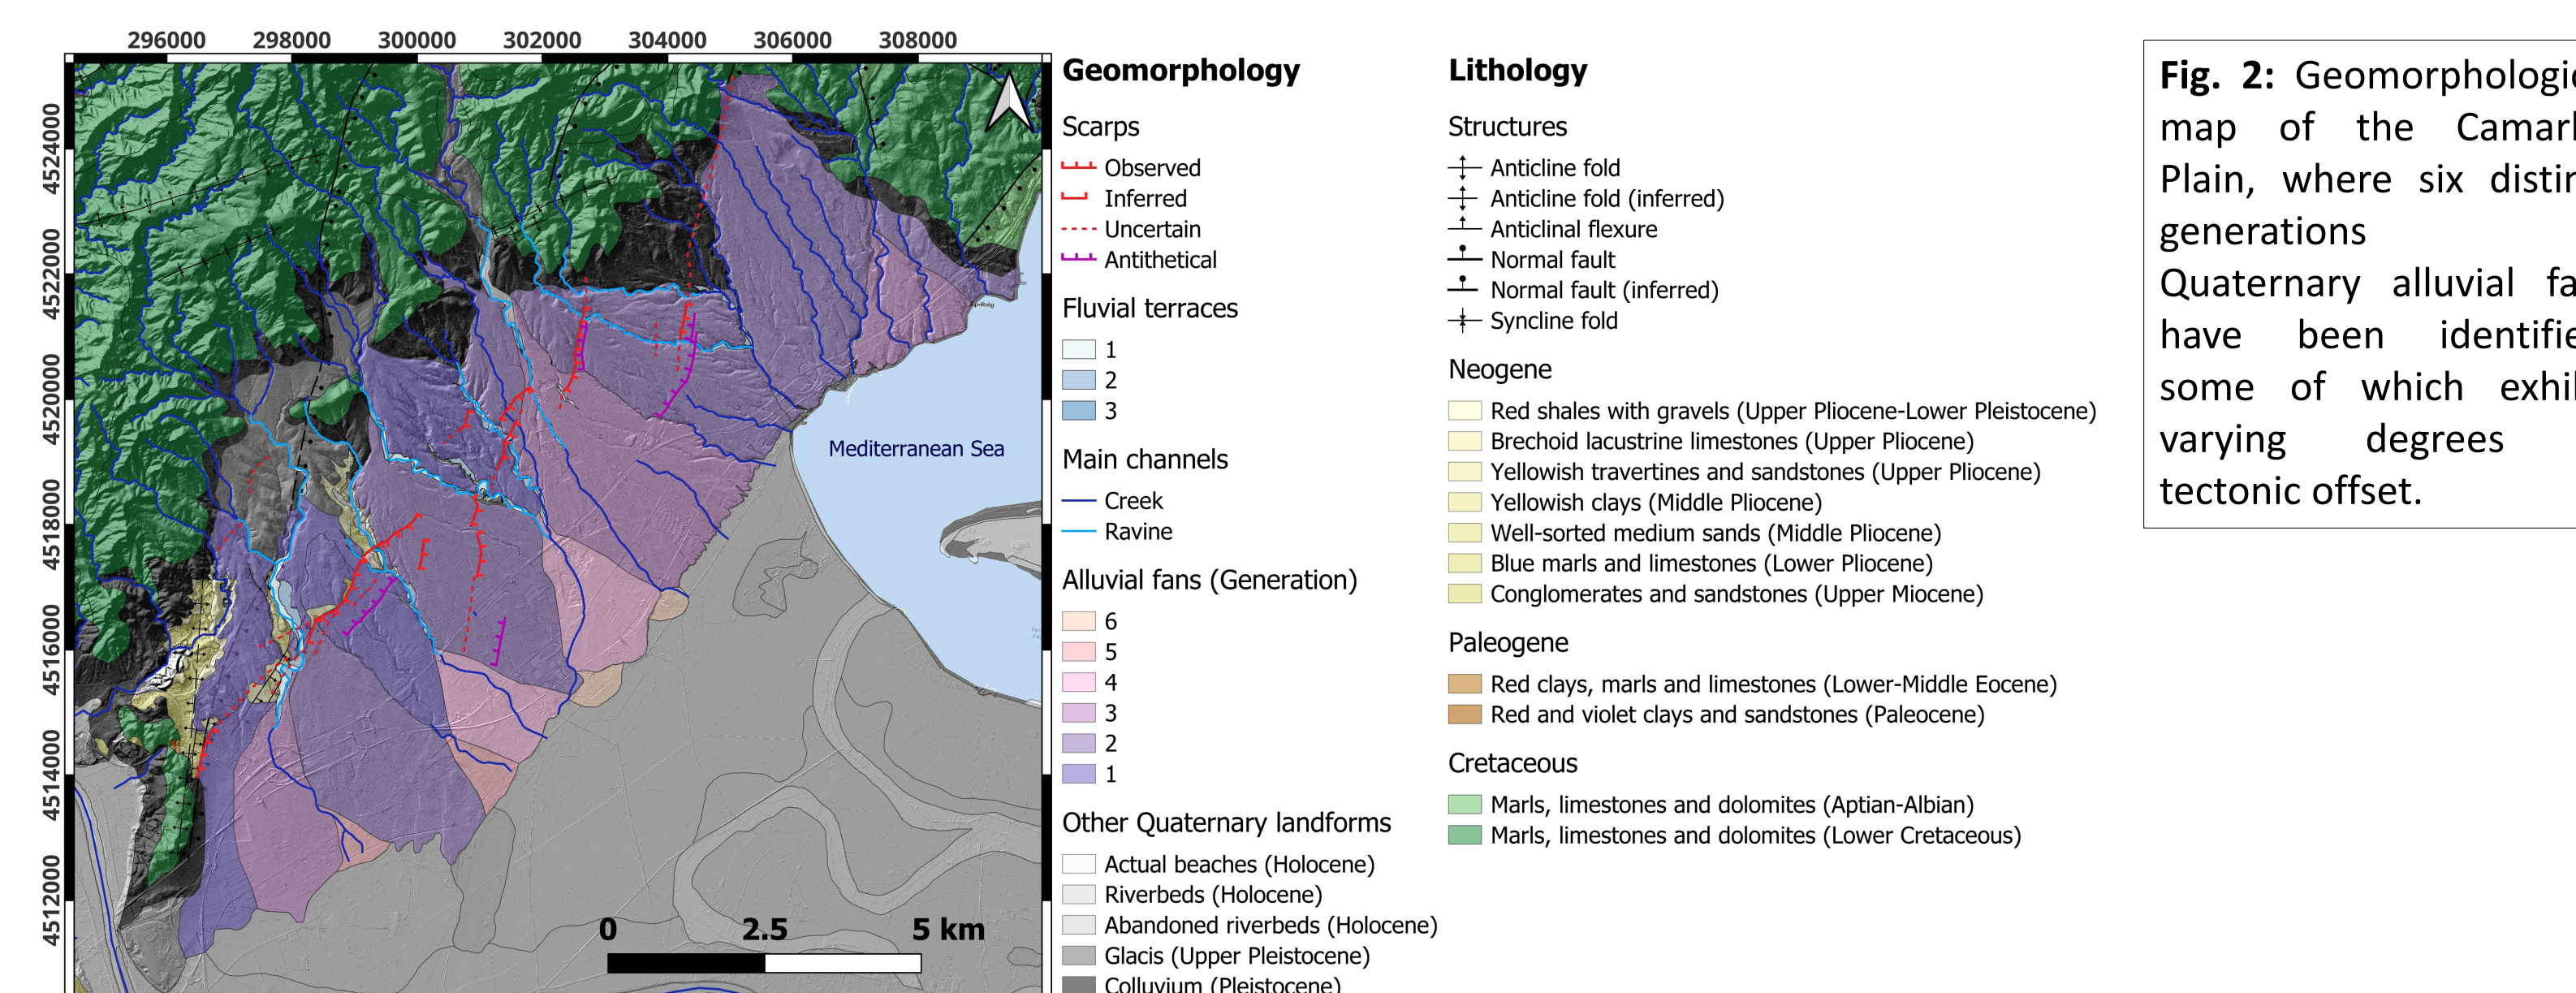 296000 298000 300000 302000 304000 306000 308000
4524000
4522000
4520000
4518000
4516000
4514000
4512000
Mediterranean Sea
0 2.5 5 km
Geomorphology
Scarps
Observed
Inferred
Uncertain
Antithetical
Fluvial terraces
1
2
3
Main channels
Creek
Ravine
Alluvial fans (Generation)
6
5
4
3
2
1
Other Quaternary landforms
Actual beaches (Holocene)
Riverbeds (Holocene)
Abandoned riverbeds (Holocene)
Glacis (Upper Pleistocene)
Colluvium (Pleistocene)
Lithology
Structures
Anticline fold
Anticline fold (inferred)
Anticlinal flexure
Normal fault
Normal fault (inferred)
Syncline fold
Neogene
Red shales with gravels (Upper Pliocene-Lower Pleistocene)
Brechoid lacustrine limestones (Upper Pliocene)
Yellowish travertines and sandstones (Upper Pliocene)
Yellowish clays (Middle Pliocene)
Well-sorted medium sands (Middle Pliocene)
Blue marls and limestones (Lower Pliocene)
Conglomerates and sandstones (Upper Miocene)
Paleogene
Red clays, marls and limestones (Lower-Middle Eocene)
Red and violet clays and sandstones (Paleocene)
Cretaceous
Marls, limestones and dolomites (Aptian-Albian)
Marls, limestones and dolomites (Lower Cretaceous)
Fig. 2: Geomorphologic
map of the Camarl
Plain, where six distin
generations
Quaternary alluvial fa
have been identifie
some of which exhil
varying degrees
tectonic offset.